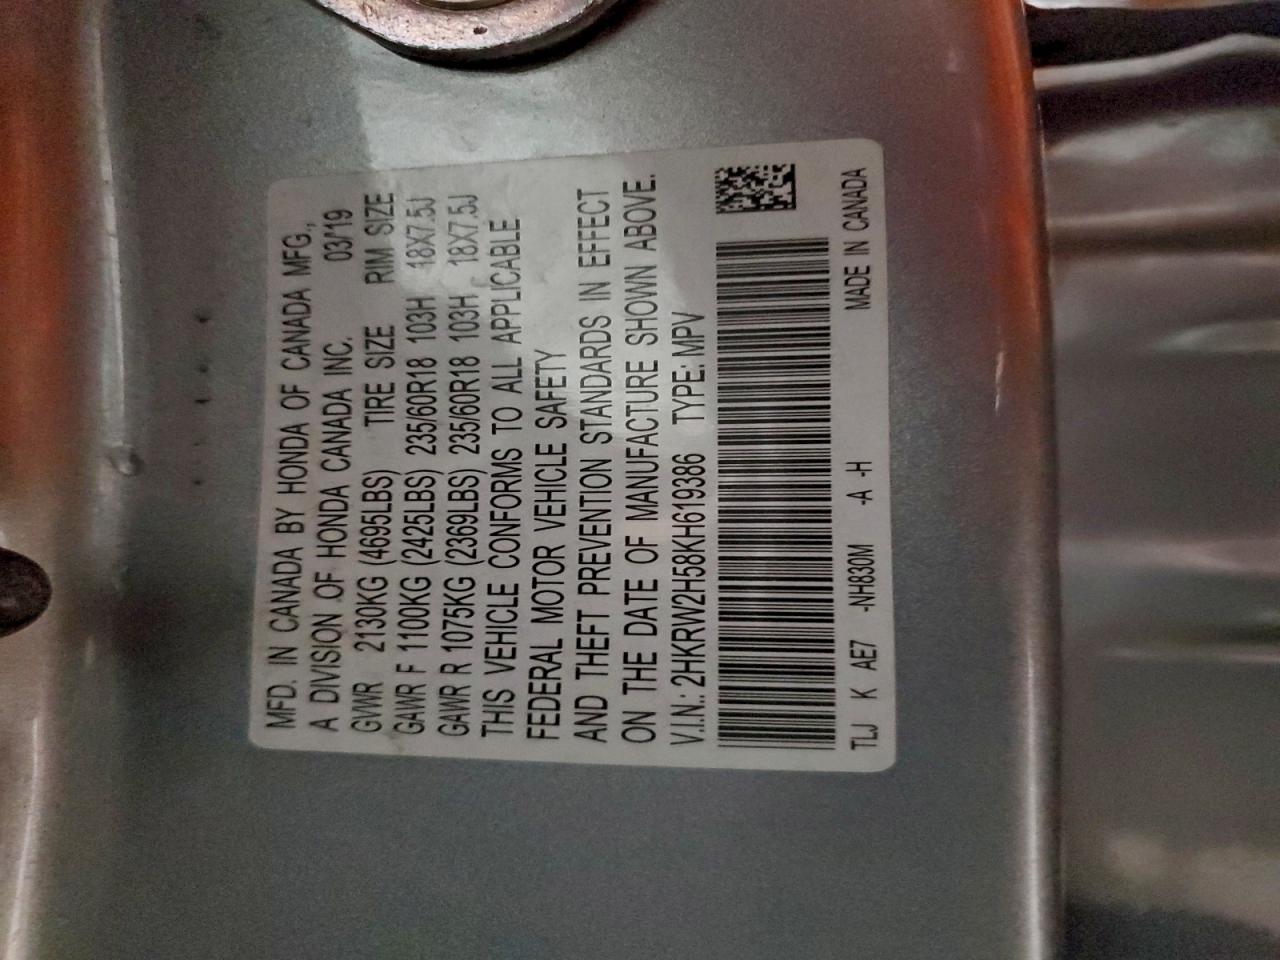 MFD. IN CANADA BY HONDA OF CANADA MFG.,
A DIVISION OF HONDA CANADA INC. 03/19
GVWR 2130KG (4695LBS) TIRE SIZE RIM SIZE
GAWR F 1100KG (2425LBS) 235/60R18 103H 18X7.5J
GAWR R 1075KG (2369LBS) 235/60R18 103H 18X7.5J
THIS VEHICLE CONFORMS TO ALL APPLICABLE
FEDERAL MOTOR VEHICLE SAFETY
AND THEFT PREVENTION STANDARDS IN EFFECT
ON THE DATE OF MANUFACTURE SHOWN ABOVE.
V.I.N.: 2HKRW2H58KH619386 TYPE: MPV
TLJ K AE7 -NH830M -A -H MADE IN CANADA